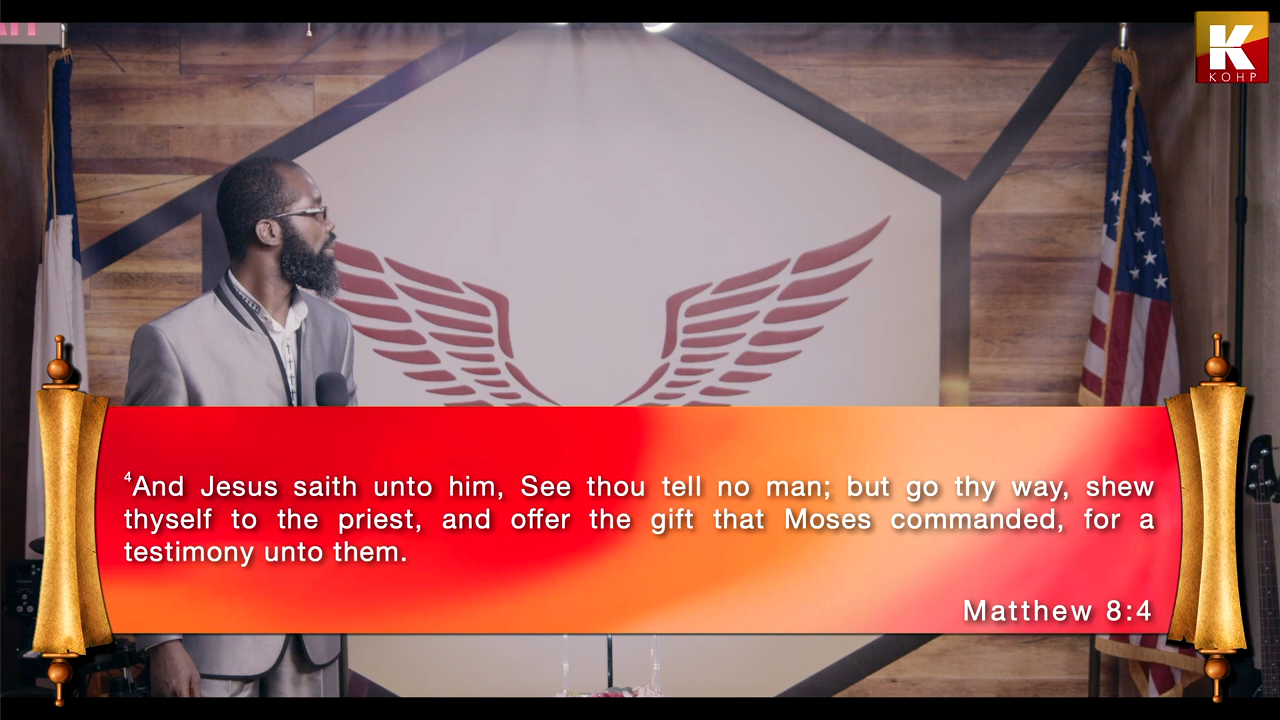 K
KOHP
⁴And Jesus saith unto him, See thou tell no man; but go thy way, shew
thyself to the priest, and offer the gift that Moses commanded, for a
testimony unto them.
Matthew 8:4